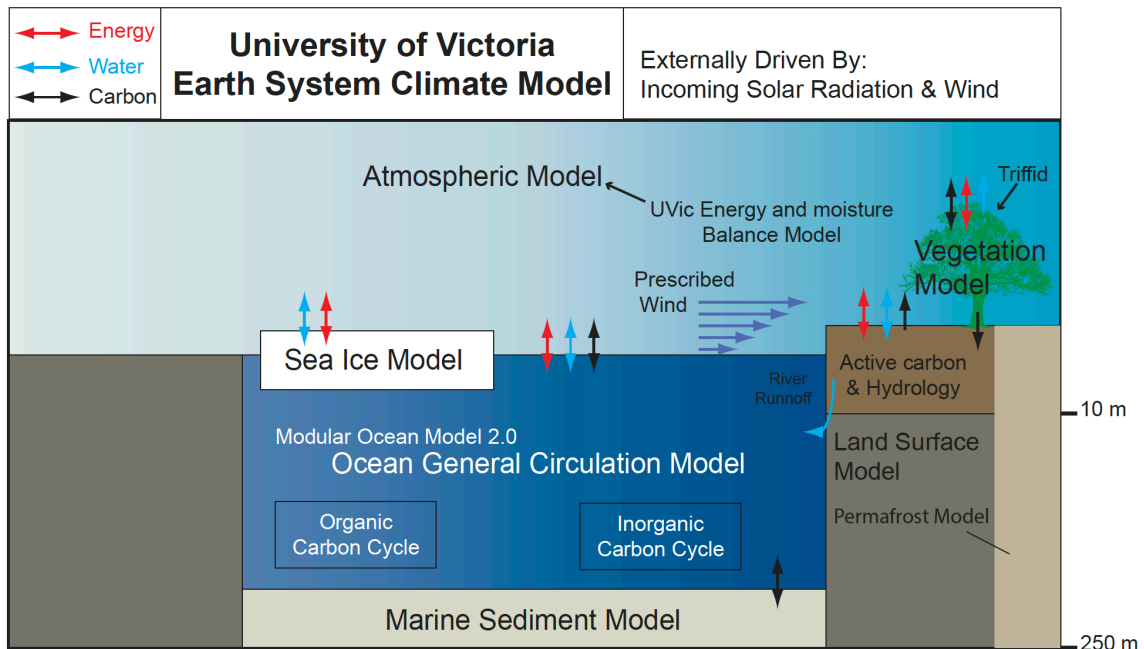 Energy
Water
Carbon
University of Victoria
Earth System Climate Model
Externally Driven By:
Incoming Solar Radiation & Wind
Atmospheric Model
UVic Energy and moisture
Balance Model
Triffid
Vegetation
Model
Prescribed
Wind
Sea Ice Model
Active carbon
& Hydrology
River
Runnoff
10 m
Modular Ocean Model 2.0
Ocean General Circulation Model
Land Surface
Model
Organic
Carbon Cycle
Inorganic
Carbon Cycle
Permafrost Model
Marine Sediment Model
250 m